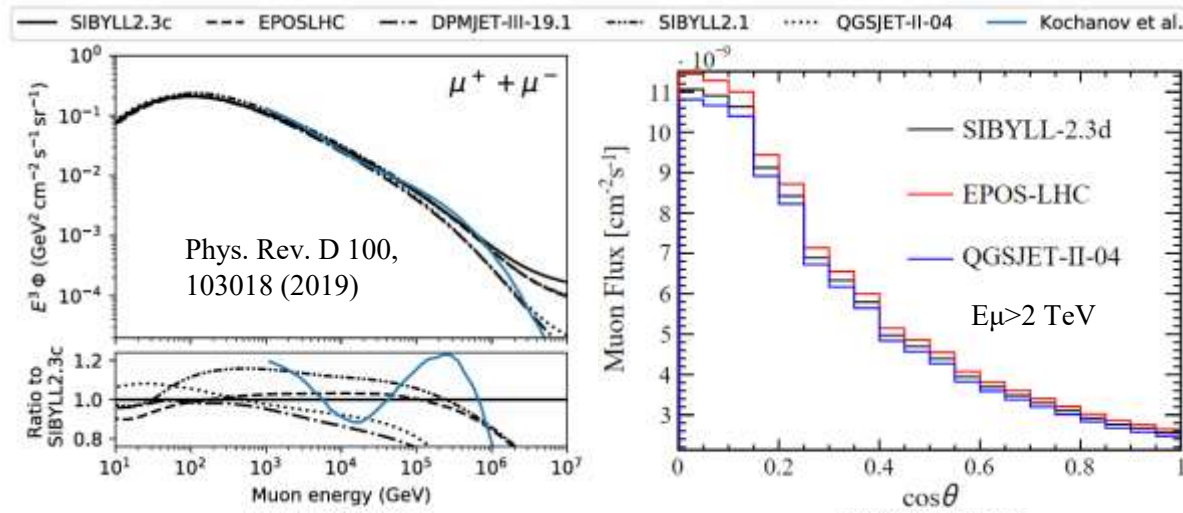 SIBYLL2.3c EPOSLHC DPMJET-III-19.1 SIBYLL2.1 QGSJET-II-04 Kochanov et al.
10⁰
10⁻¹
10⁻²
10⁻³
10⁻⁴
E³ Φ (GeV² cm⁻² s⁻¹ sr⁻¹)
μ⁺ + μ⁻
Phys. Rev. D 100,
103018 (2019)
1.2
1.0
0.8
Ratio to
SIBYLL2.3c
10¹ 10² 10³ 10⁴ 10⁵ 10⁶ 10⁷
Muon energy (GeV)
· 10⁻⁹
11
10
9
8
7
6
5
4
3
Muon Flux [cm⁻²s⁻¹]
SIBYLL-2.3d
EPOS-LHC
QGSJET-II-04
Eμ>2 TeV
0 0.2 0.4 0.6 0.8 1
cosθ